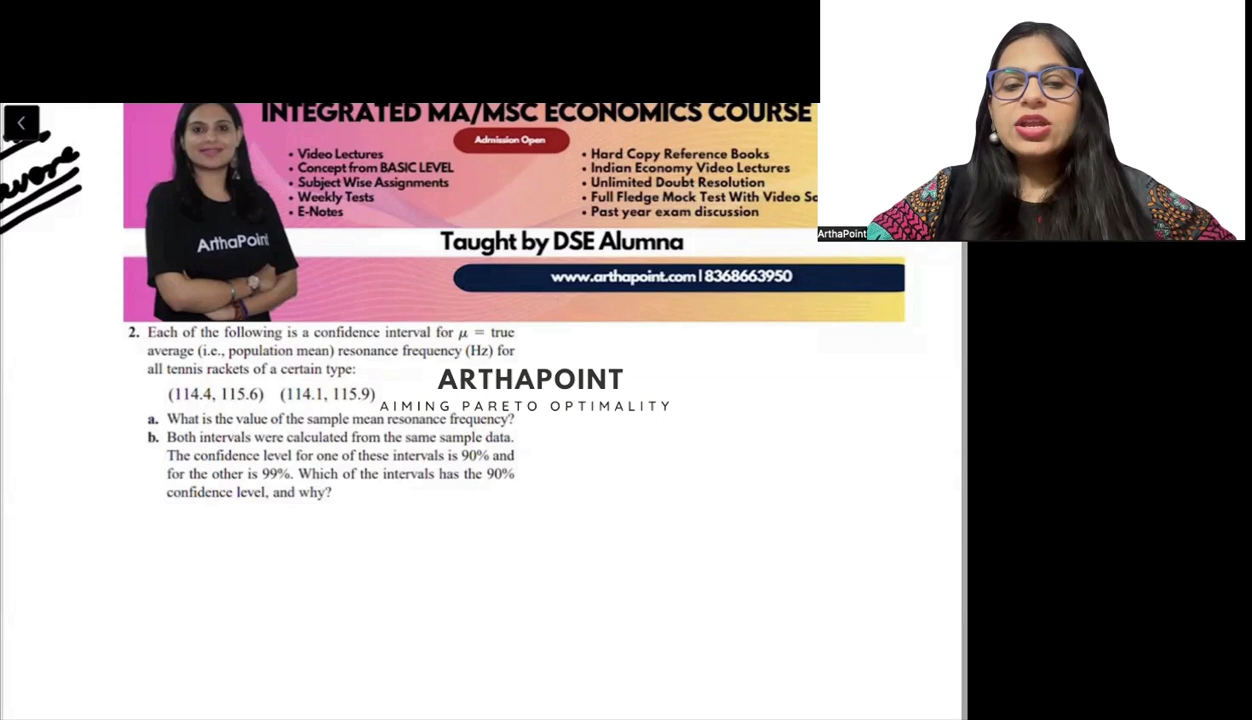 INTEGRATED MA/MSC ECONOMICS COURSE
Admission Open
• Video Lectures
• Concept from BASIC LEVEL
• Subject Wise Assignments
• Weekly Tests
• E-Notes
• Hard Copy Reference Books
• Indian Economy Video Lectures
• Unlimited Doubt Resolution
• Full Fledge Mock Test With Video
• Past year exam discussion
ArthaPoint
Taught by DSE Alumna
www.arthapoint.com | 8368663950
ArthaPoint
2. Each of the following is a confidence interval for μ = true
average (i.e., population mean) resonance frequency (Hz) for
all tennis rackets of a certain type:
(114.4, 115.6) (114.1, 115.9)
ARTHAPOINT
AIMING PARETO OPTIMALITY
a. What is the value of the sample mean resonance frequency?
b. Both intervals were calculated from the same sample data.
The confidence level for one of these intervals is 90% and
for the other is 99%. Which of the intervals has the 90%
confidence level, and why?